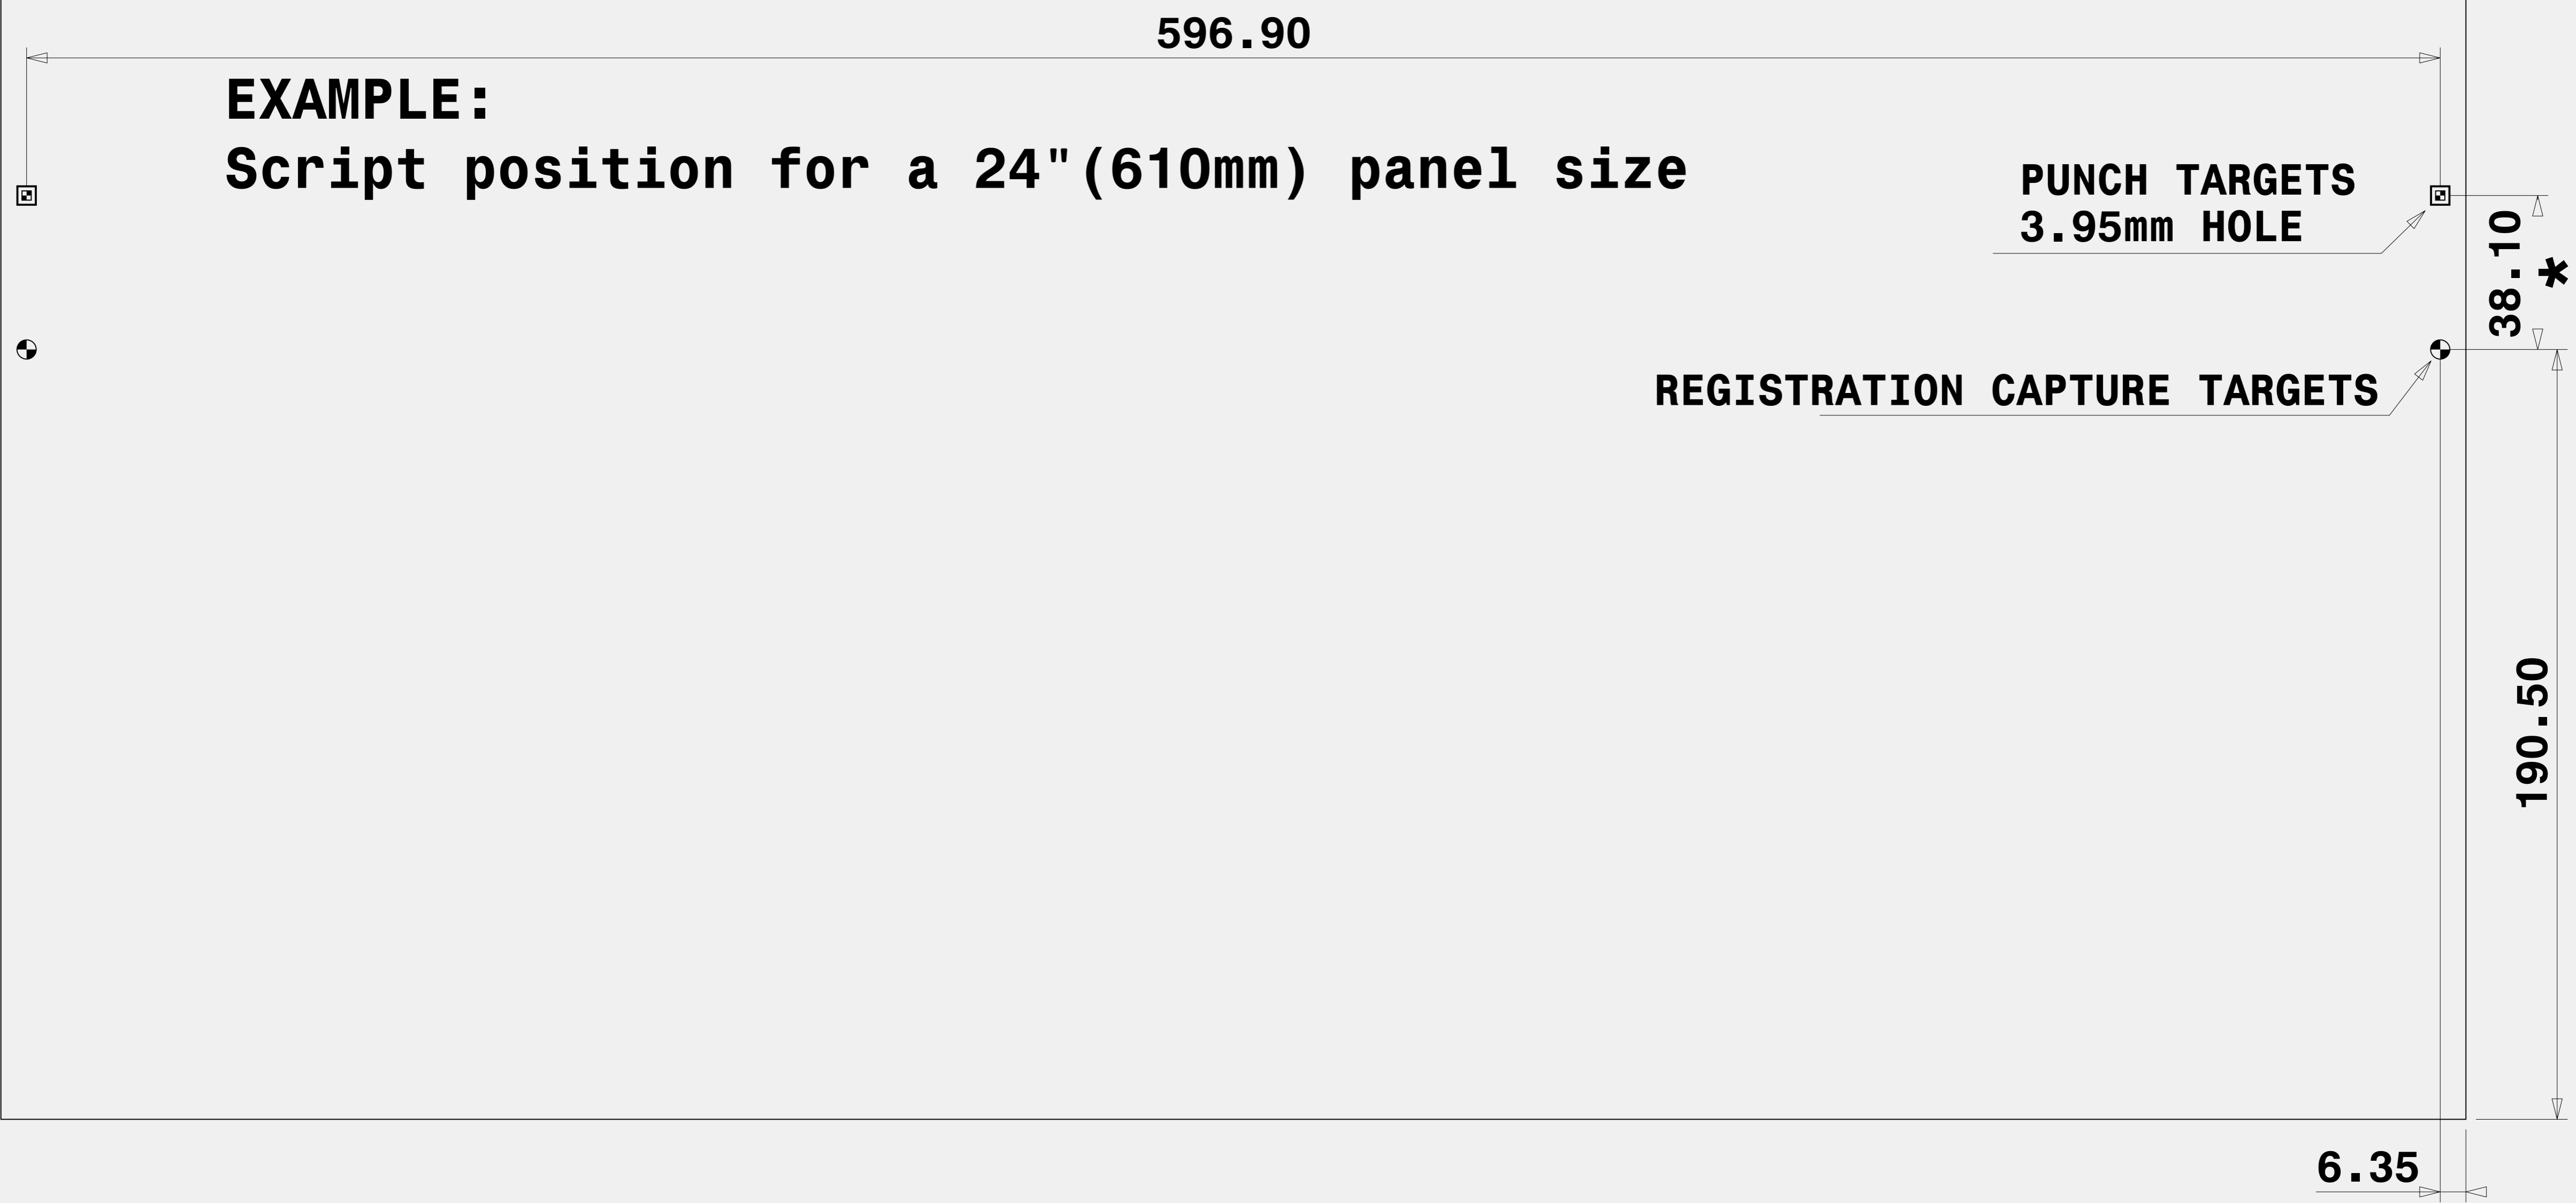 596.90
EXAMPLE:
Script position for a 24"(610mm) panel size
PUNCH TARGETS
3.95mm HOLE
38.10
*
REGISTRATION CAPTURE TARGETS
190.50
6.35